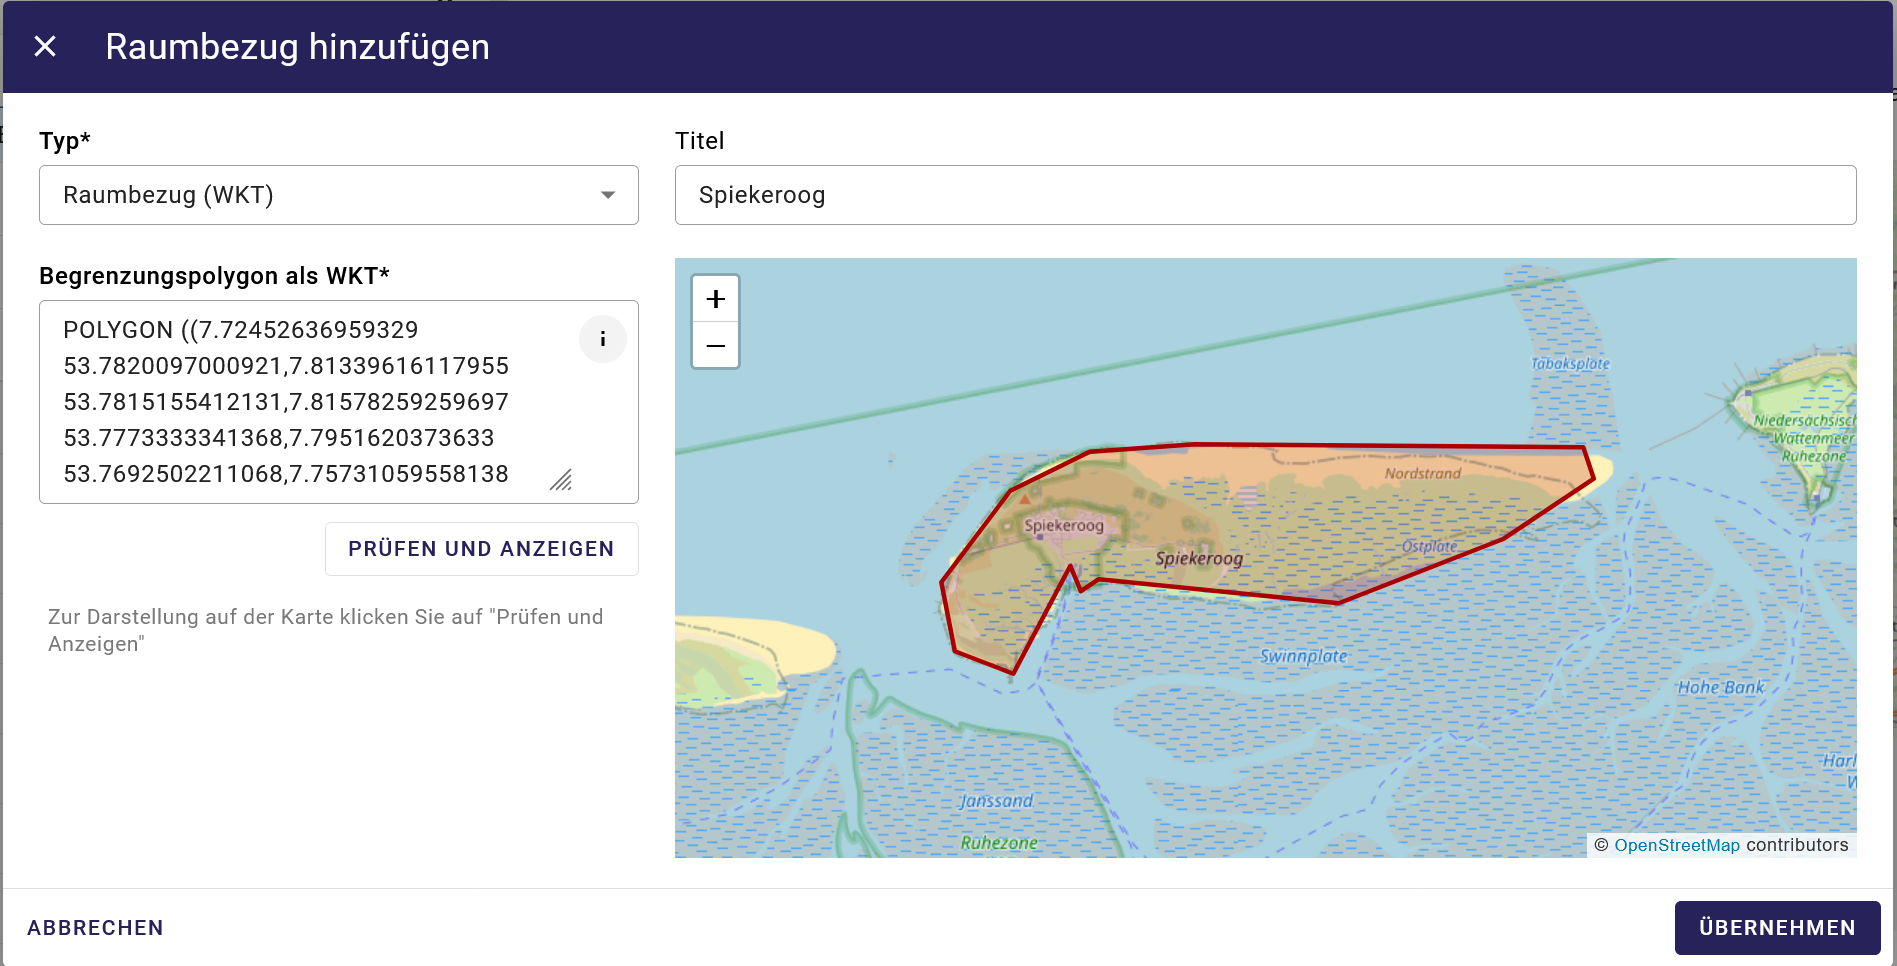 Raumbezug hinzufügen
Typ*
Raumbezug (WKT)
Titel
Spiekeroog
Begrenzungspolygon als WKT*
POLYGON ((7.72452636959329
53.7820097000921,7.81339616117955
53.7815155412131,7.81578259259697
53.7773333341368,7.7951620373633
53.7692502211068,7.75731059558138
i
PRÜFEN UND ANZEIGEN
Zur Darstellung auf der Karte klicken Sie auf "Prüfen und
Anzeigen"
+
−
Tabaksplate
Niedersächsisch
Wattenmeer
Ruhezone
Nordstrand
Spiekeroog
Ostplate
Spiekeroog
Swinnplate
Hohe Bank
Harl
W
Janssand
Ruhezone
© OpenStreetMap contributors
ABBRECHEN
ÜBERNEHMEN